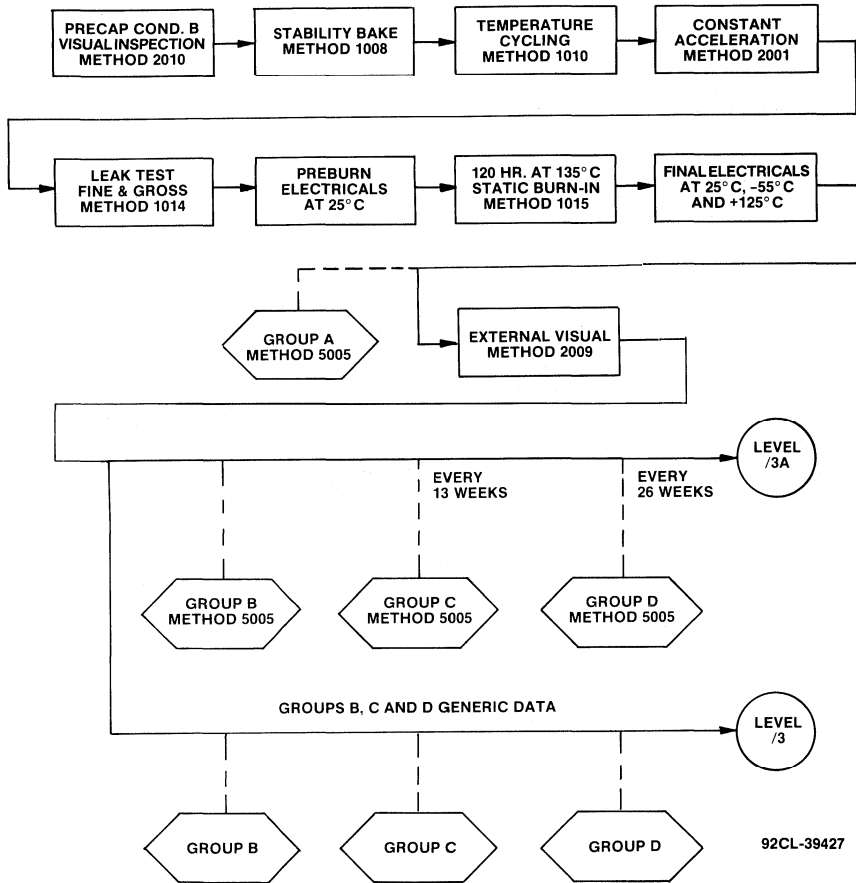 PRECAP COND. B
VISUAL INSPECTION
METHOD 2010
STABILITY BAKE
METHOD 1008
TEMPERATURE
CYCLING
METHOD 1010
CONSTANT
ACCELERATION
METHOD 2001
LEAK TEST
FINE & GROSS
METHOD 1014
PREBURN
ELECTRICALS
AT 25°C
120 HR. AT 135°C
STATIC BURN-IN
METHOD 1015
FINAL ELECTRICALS
AT 25°C, -55°C
AND +125°C
GROUP A
METHOD 5005
EXTERNAL VISUAL
METHOD 2009
LEVEL
/3A
EVERY
13 WEEKS
EVERY
26 WEEKS
GROUP B
METHOD 5005
GROUP C
METHOD 5005
GROUP D
METHOD 5005
GROUPS B, C AND D GENERIC DATA
LEVEL
/3
GROUP B
GROUP C
GROUP D
92CL-39427